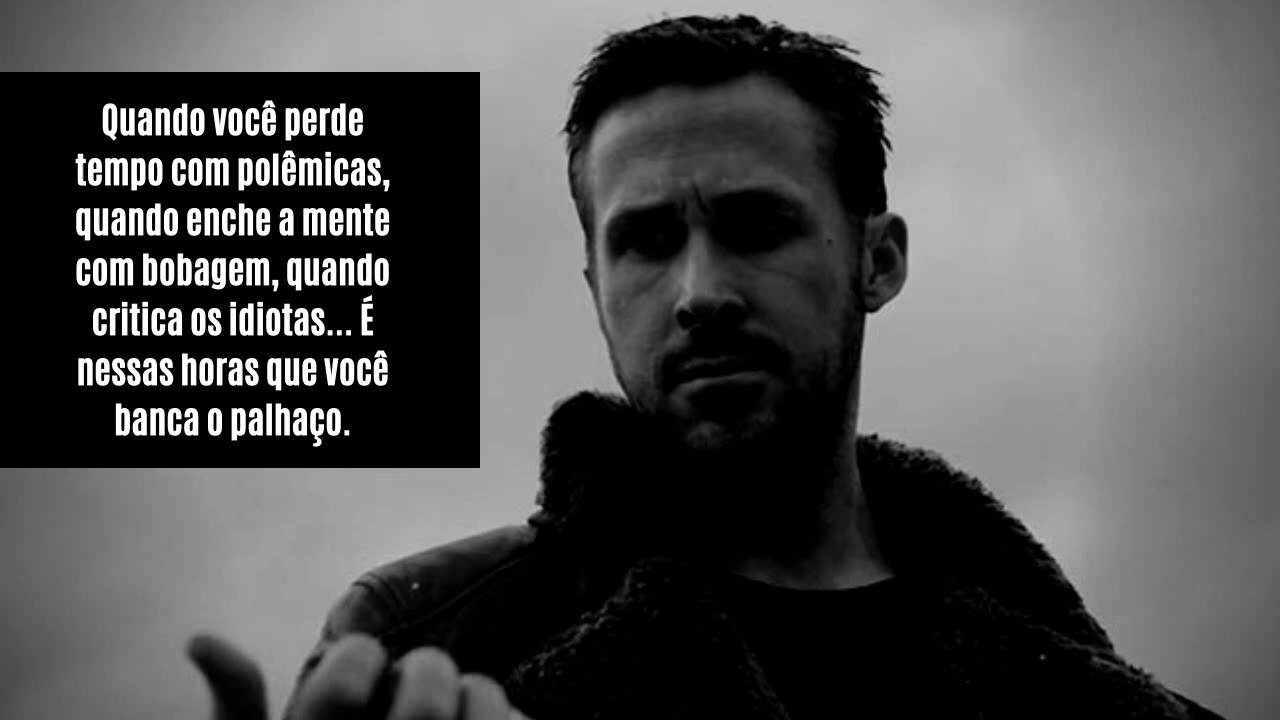 Quando você perde
tempo com polêmicas,
quando enche a mente
com bobagem, quando
critica os idiotas... É
nessas horas que você
banca o palhaço.